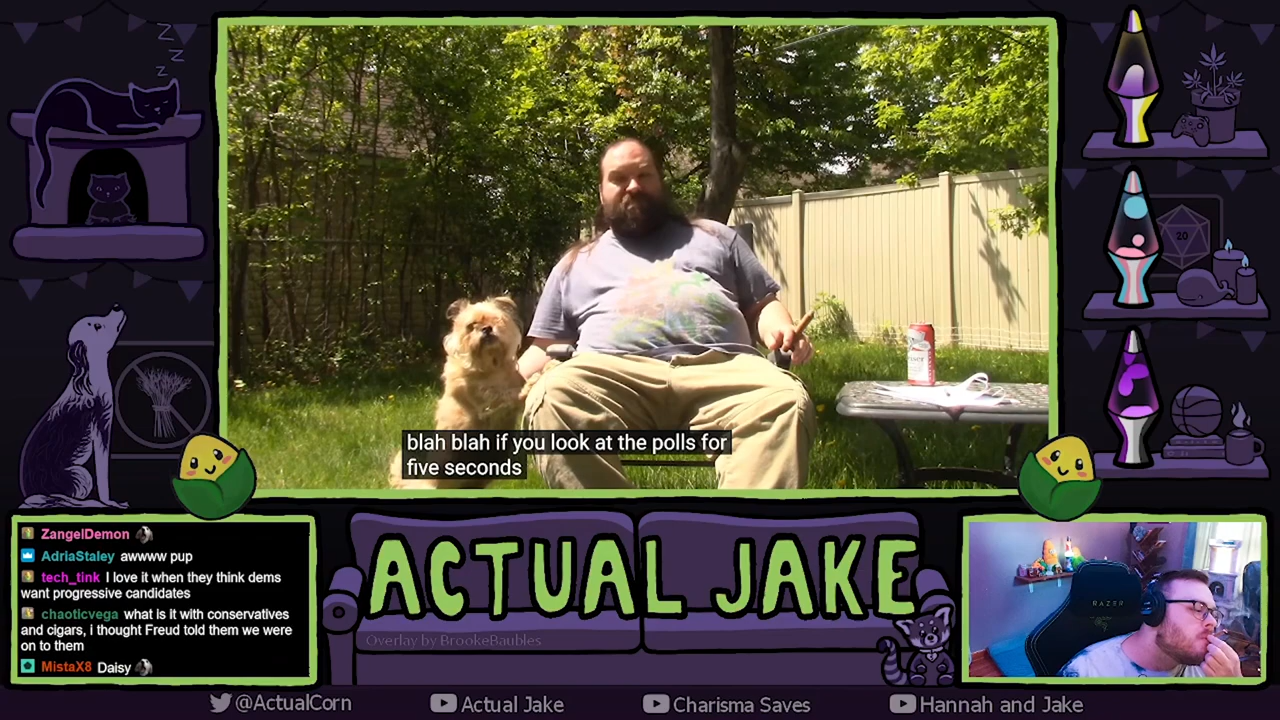 blah blah if you look at the polls for
five seconds
20
ZangelDemon
AdriaStaley awwww pup
tech_tink I love it when they think dems
want progressive candidates
chaoticvega what is it with conservatives
and cigars, i thought Freud told them we were
on to them
MistaX8 Daisy
ACTUAL JAKE
Overlay by BrookeBaubles
RAZER
@ActualCorn
Actual Jake
Charisma Saves
Hannah and Jake